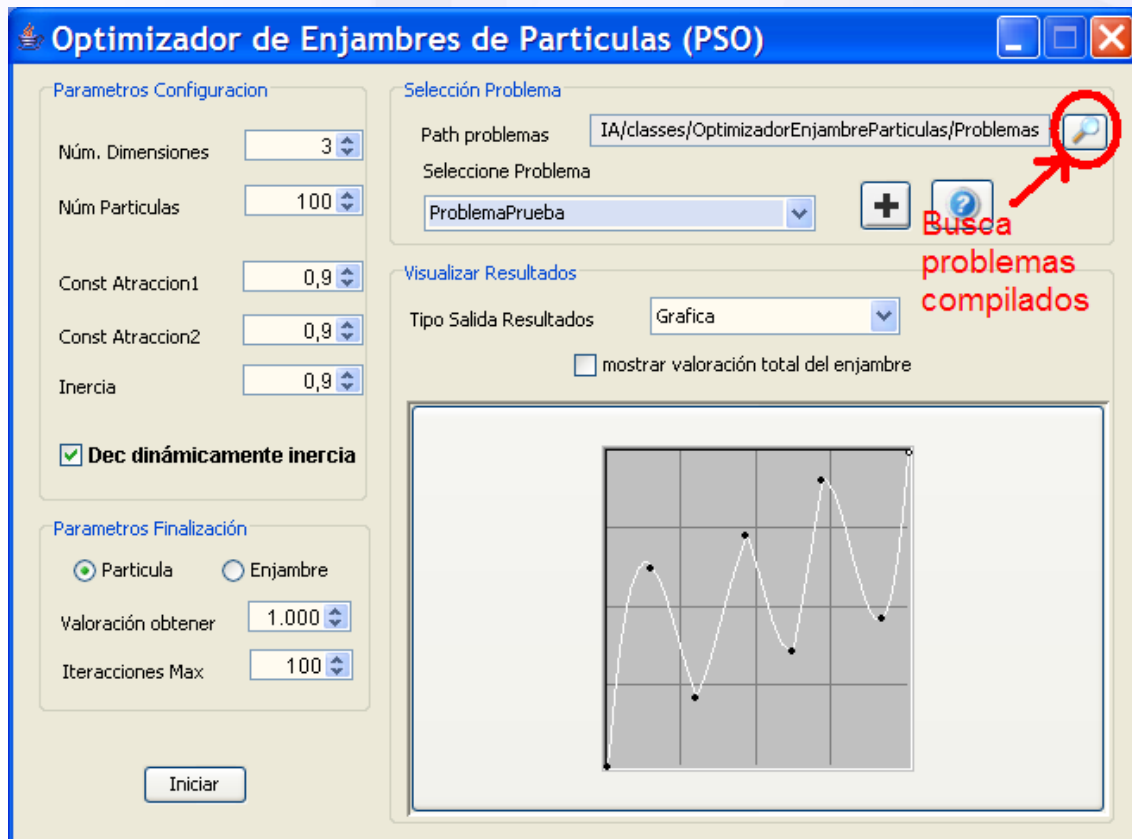 Optimizador de Enjambres de Particulas (PSO)
Parametros Configuracion
Núm. Dimensiones 3
Núm Particulas 100
Const Atraccion1 0,9
Const Atraccion2 0,9
Inercia 0,9
Dec dinámicamente inercia
Parametros Finalización
Particula Enjambre
Valoración obtener 1.000
Iteracciones Max 100
Iniciar
Selección Problema
Path problemas IA/classes/OptimizadorEnjambreParticulas/Problemas
Seleccione Problema
ProblemaPrueba
Busca
problemas
compilados
Visualizar Resultados
Tipo Salida Resultados Grafica
mostrar valoración total del enjambre